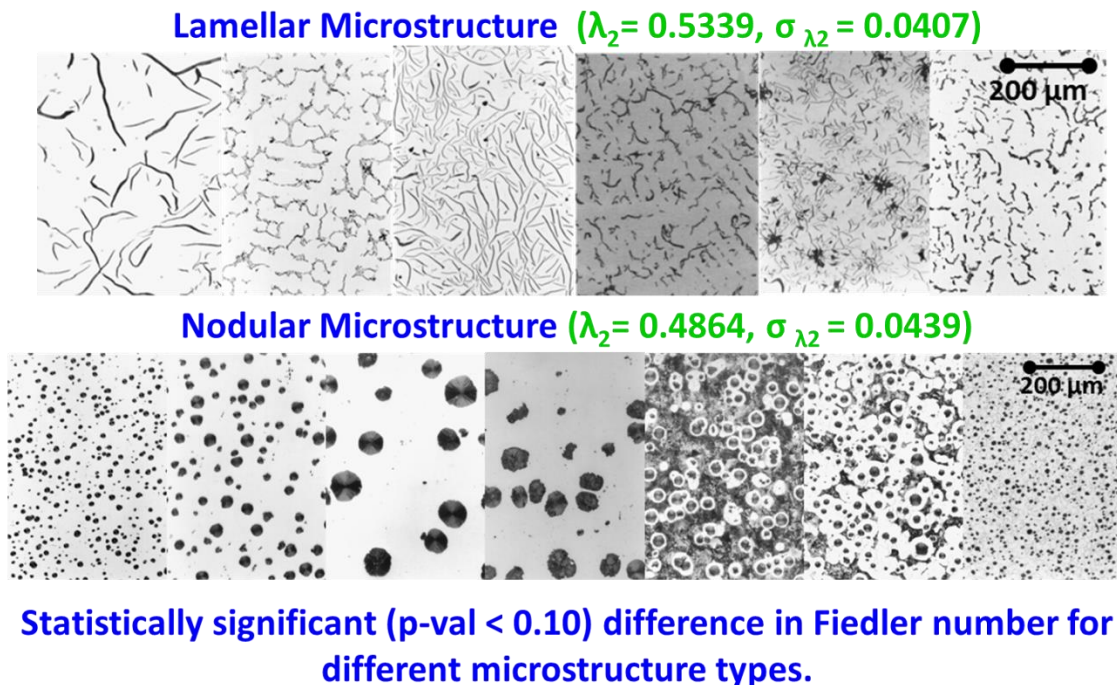 Lamellar Microstructure (λ₂= 0.5339, σ λ2 = 0.0407)
200 μm
Nodular Microstructure (λ₂= 0.4864, σ λ2 = 0.0439)
200 μm
Statistically significant (p-val < 0.10) difference in Fiedler number for
different microstructure types.